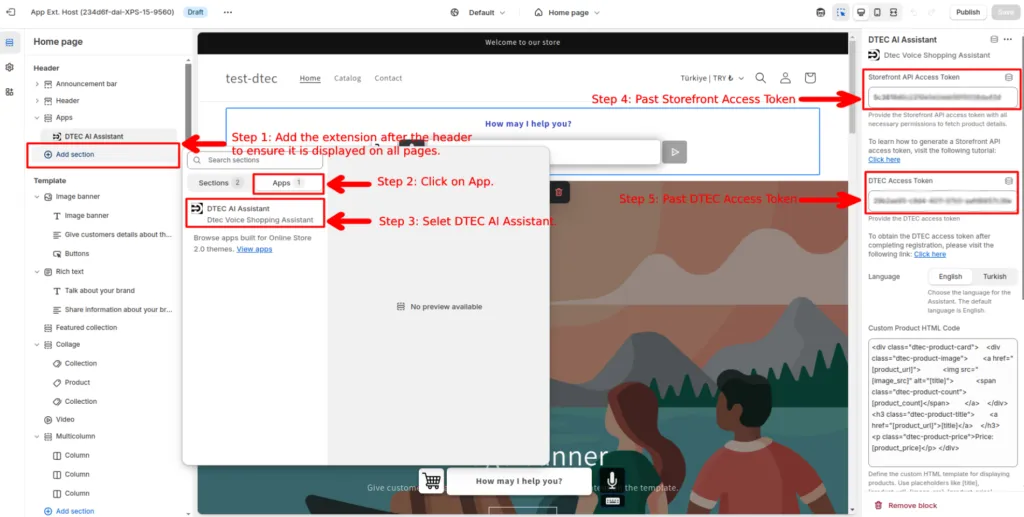 App Ext. Host (234d6f-dai-XPS-15-9560)
Draft
Default
Home page
Publish
Save
Home page
Header
Announcement bar
Header
Apps
DTEC AI Assistant
Add section
Template
Image banner
Image banner
Give customers details about th...
Buttons
Rich text
Talk about your brand
Share information about your br...
Featured collection
Collage
Collection
Product
Collection
Video
Multicolumn
Column
Column
Column
Add section
Welcome to our store
test-dtec
Home
Catalog
Contact
Türkiye | TRY ₺
How may I help you?
Step 1: Add the extension after the header
to ensure it is displayed on all pages.
Search sections
Sections 2
Apps 1
Step 2: Click on App.
DTEC AI Assistant
Dtec Voice Shopping Assistant
Step 3: Selet DTEC AI Assistant
Browse apps built for Online Store
2.0 themes. View apps
No preview available
Step 4: Past Storefront Access Token
Step 5: Past DTEC Access Token
Give custome
the template.
How may I help you?
DTEC AI Assistant
Dtec Voice Shopping Assistant
Storefront API Access Token
Provide the Storefront API access token with all
necessary permissions to fetch product details.
To learn how to generate a Storefront API
access token, visit the following tutorial:
Click here
DTEC Access Token
Provide the DTEC access token
To obtain the DTEC access token after
completing registration, please visit the
following link: Click here
Language
English
Turkish
Choose the language for the
Assistant. The default
language is English.
Custom Product HTML Code
<div class="dtec-product-card"> <div
class="dtec-product-image"> <a href="
[product_url]"> <img src="
[image_src]" alt="[title]"> <span
class="dtec-product-count">
[product_count]</span> </a> </div>
<h3 class="dtec-product-title"> <a
href="[product_url]">[title]</a> </h3>
<p class="dtec-product-price">Price:
[product_price]</p> </div>
Define the custom HTML template for displaying
products. Use placeholders like [title],
Remove block